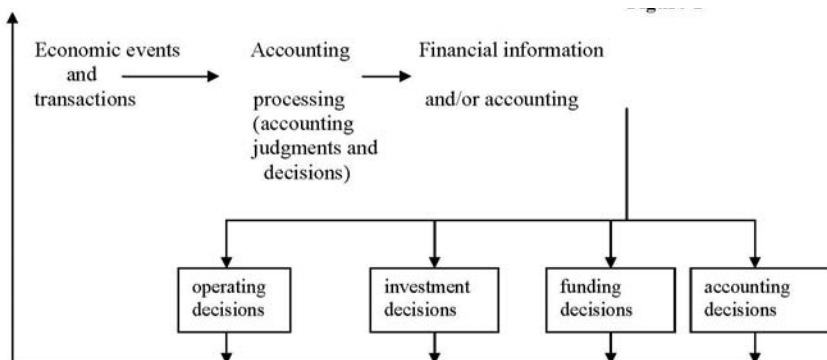 Economic events
and
transactions
Accounting
processing
(accounting
judgments and
decisions)
Financial information
and/or accounting
operating
decisions
investment
decisions
funding
decisions
accounting
decisions